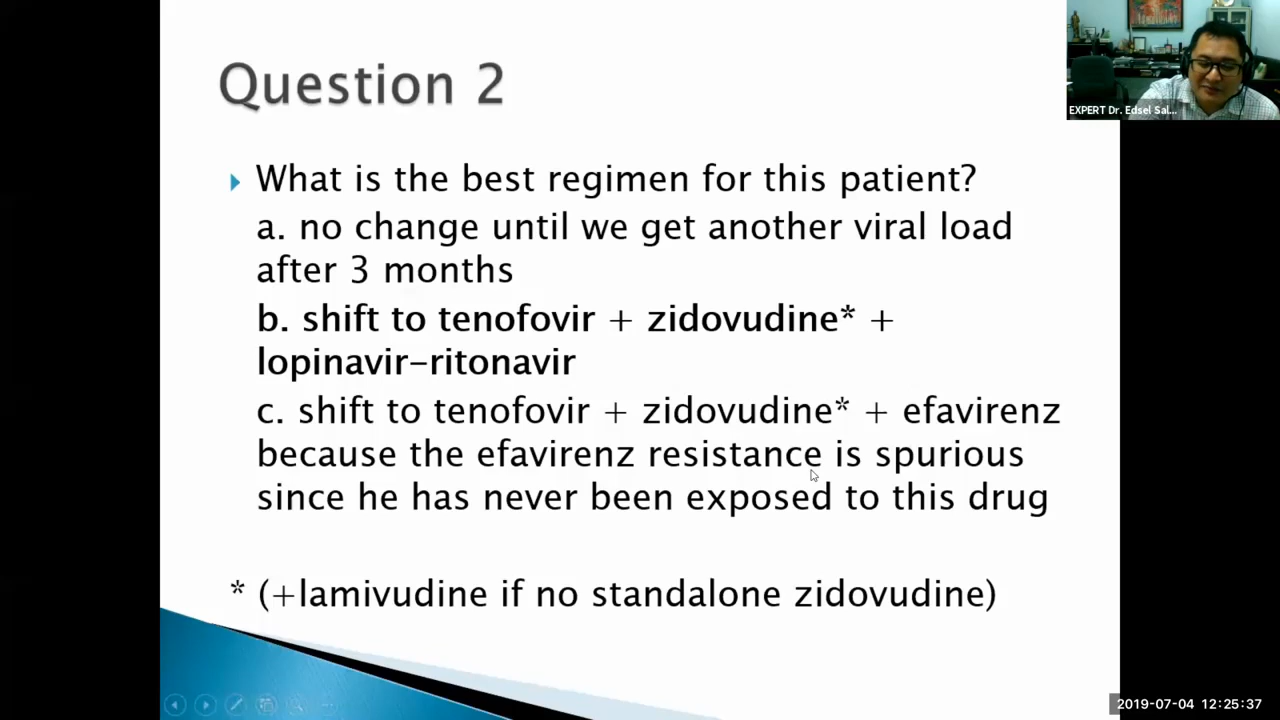 EXPERT Dr. Edsel Sal...
Question 2
What is the best regimen for this patient?
a. no change until we get another viral load
after 3 months
b. shift to tenofovir + zidovudine* +
lopinavir-ritonavir
c. shift to tenofovir + zidovudine* + efavirenz
because the efavirenz resistance is spurious
since he has never been exposed to this drug
* (+lamivudine if no standalone zidovudine)
2019-07-04 12:25:37